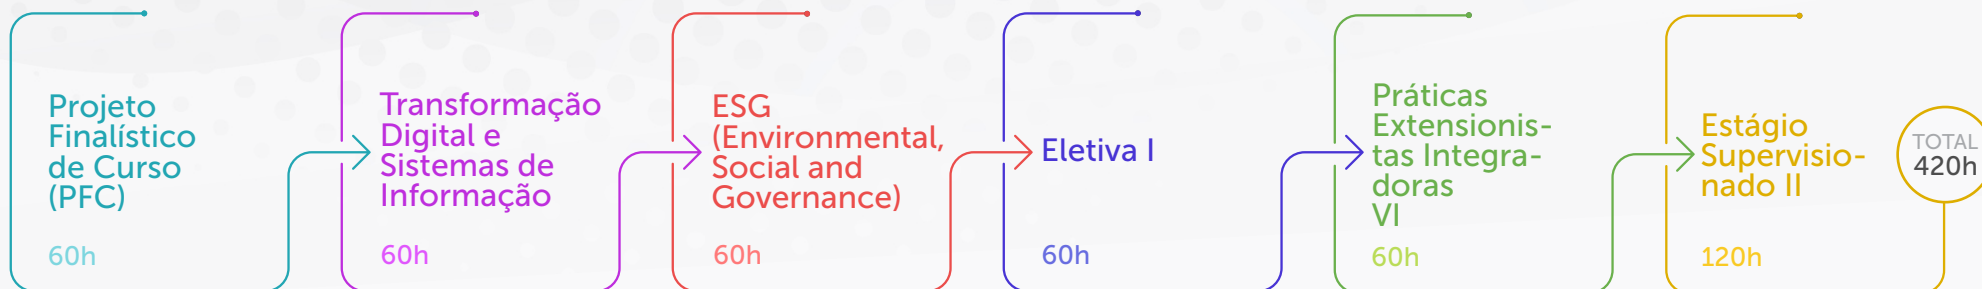 Projeto
Finalístico
de Curso
(PFC)
60h
Transformação
Digital e
Sistemas de
Informação
60h
ESG
(Environmental,
Social and
Governance)
60h
Eletiva I
60h
Práticas
Extensionis-
tas Integra-
doras
VI
60h
Estágio
Supervisio-
nado II
120h
TOTAL
420h